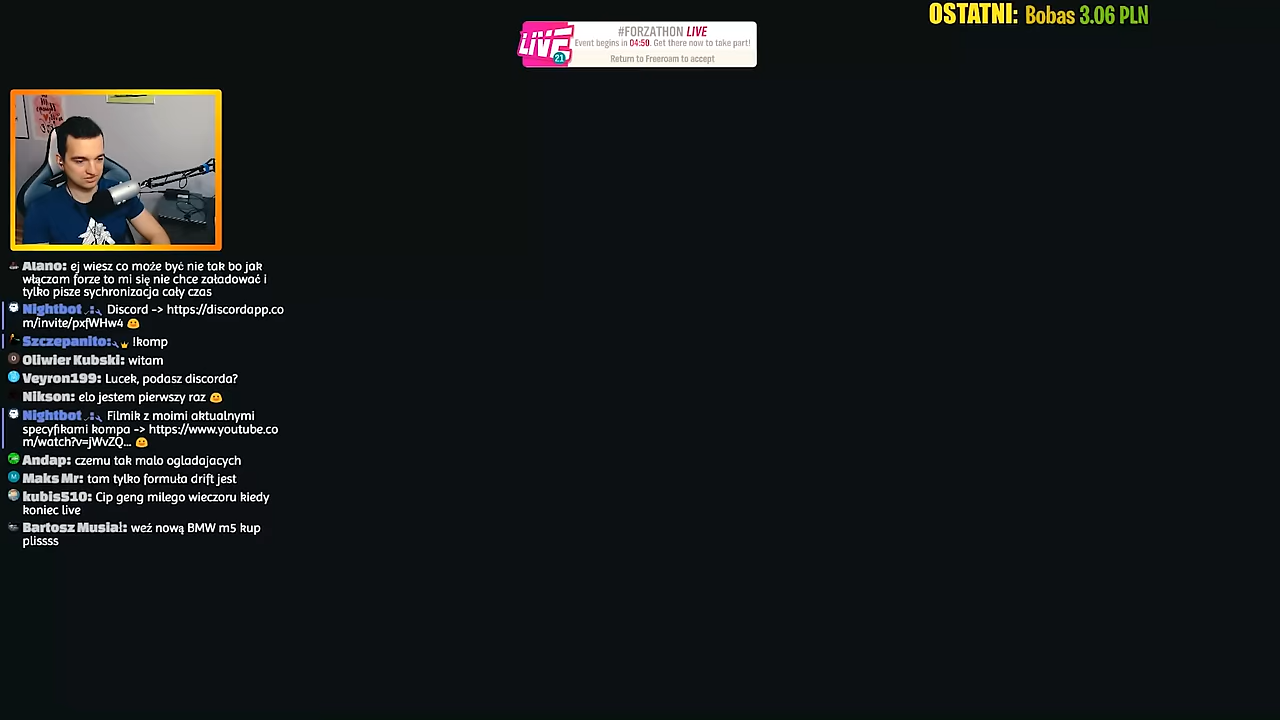 OSTATNI: Bobas 3.06 PLN
#FORZATHON LIVE
Event begins in 04:50. Get there now to take part!
Return to Freeroam to accept
LIVE
21
Alano: ej wiesz co może być nie tak bo jak
włączam forze to mi się nie chce załadować i
tylko pisze sychronizacja cały czas
Nightbot : Discord -> https://discordapp.co
m/invite/pxfWHw4
Szczepanito: !komp
Oliwier Kubski: witam
Veyron199: Lucek, podasz discorda?
Nikson: elo jestem pierwszy raz
Nightbot : Filmik z moimi aktualnymi
specyfikami kompa -> https://www.youtube.co
m/watch?v=jWvZQ...
Andap: czemu tak malo ogladajacych
Maks Mr: tam tylko formuła drift jest
kubis510: Cip geng milego wieczoru kiedy
koniec live
Bartosz Musiał: weź nową BMW m5 kup
plissss